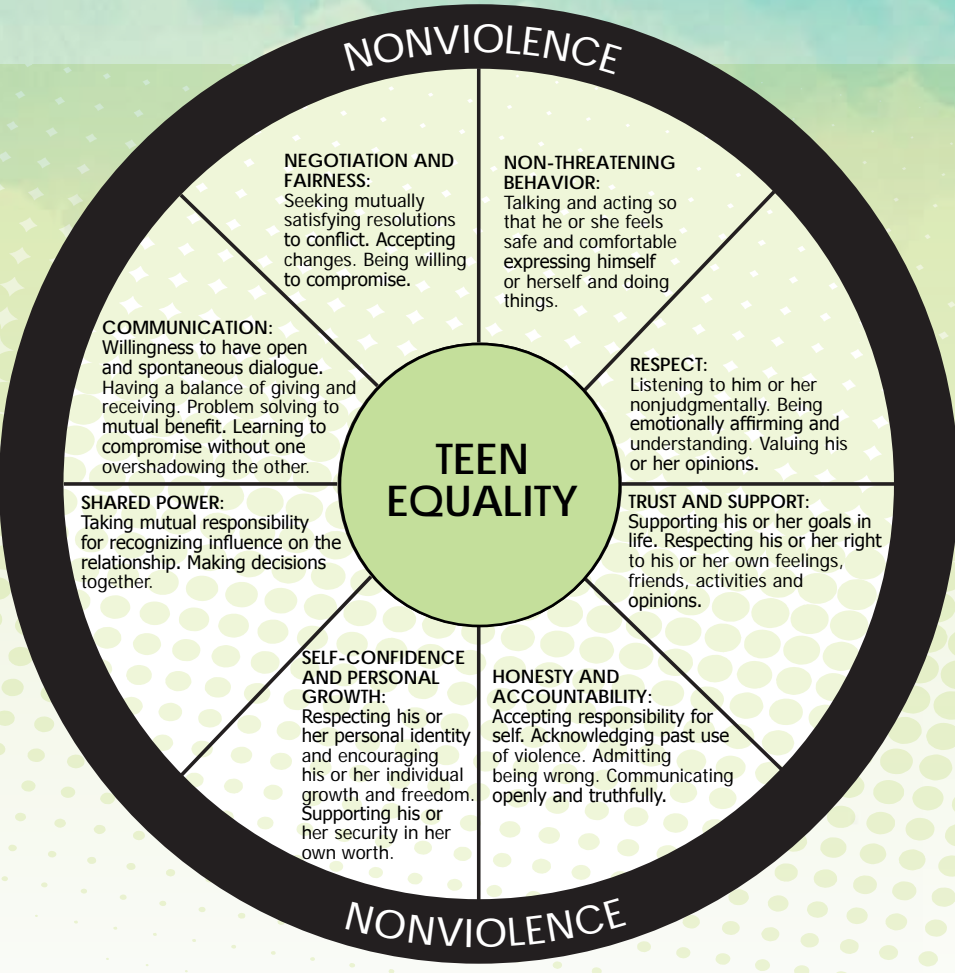 NONVIOLENCE
NEGOTIATION AND
FAIRNESS:
Seeking mutually
satisfying resolutions
to conflict. Accepting
changes. Being willing
to compromise.
NON-THREATENING
BEHAVIOR:
Talking and acting so
that he or she feels
safe and comfortable
expressing himself
or herself and doing
things.
COMMUNICATION:
Willingness to have open
and spontaneous dialogue.
Having a balance of giving and
receiving. Problem solving to
mutual benefit. Learning to
compromise without one
overshadowing the other.
RESPECT:
Listening to him or her
nonjudgmentally. Being
emotionally affirming and
understanding. Valuing his
or her opinions.
TEEN
EQUALITY
SHARED POWER:
Taking mutual responsibility
for recognizing influence on the
relationship. Making decisions
together.
TRUST AND SUPPORT:
Supporting his or her goals in
life. Respecting his or her right
to his or her own feelings,
friends, activities and
opinions.
SELF-CONFIDENCE
AND PERSONAL
GROWTH:
Respecting his or
her personal identity
and encouraging
his or her individual
growth and freedom.
Supporting his or
her security in her
own worth.
HONESTY AND
ACCOUNTABILITY:
Accepting responsibility for
self. Acknowledging past use
of violence. Admitting
being wrong. Communicating
openly and truthfully.
NONVIOLENCE